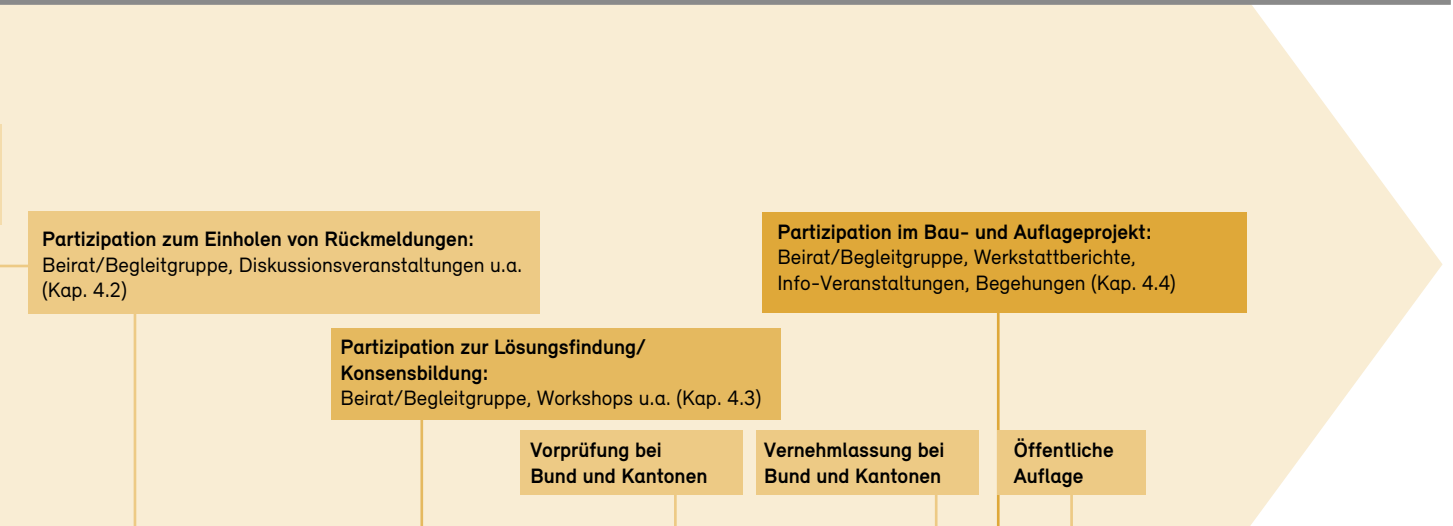 Partizipation zum Einholen von Rückmeldungen:
Beirat/Begleitgruppe, Diskussionsveranstaltungen u.a.
(Kap. 4.2)
Partizipation im Bau- und Auflageprojekt:
Beirat/Begleitgruppe, Werkstattberichte,
Info-Veranstaltungen, Begehungen (Kap. 4.4)
Partizipation zur Lösungsfindung/
Konsensbildung:
Beirat/Begleitgruppe, Workshops u.a. (Kap. 4.3)
Vorprüfung bei
Bund und Kantonen
Vernehmlassung bei
Bund und Kantonen
Öffentliche
Auflage